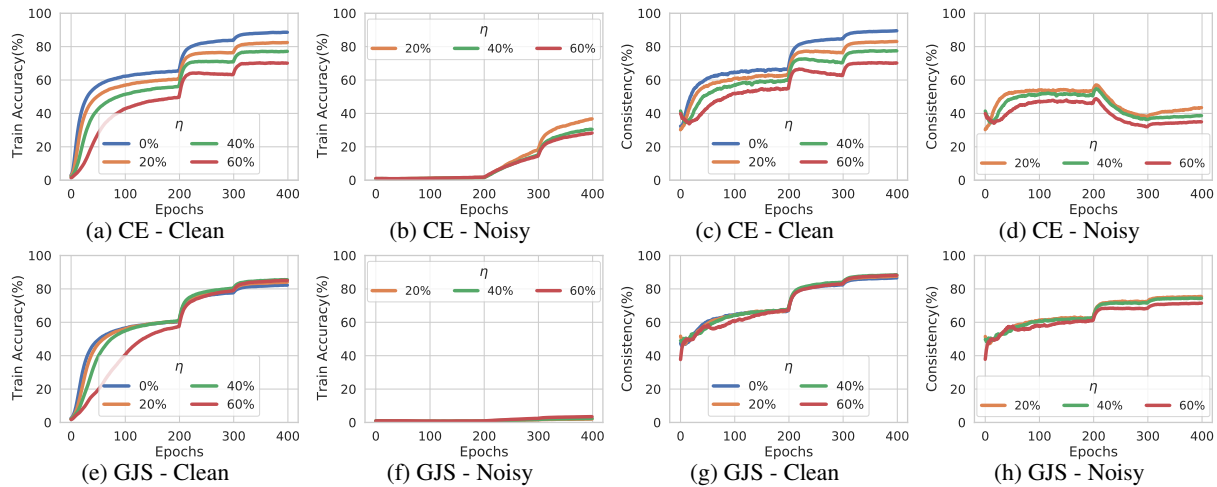 100
80
60
40
20
0
Train Accuracy(%)
η
0% 40%
20% 60%
0 100 200 300 400
Epochs
(a) CE - Clean
100
80
60
40
20
0
Train Accuracy(%)
η
20% 40% 60%
0 100 200 300 400
Epochs
(b) CE - Noisy
100
80
60
40
20
0
Consistency(%)
η
0% 40%
20% 60%
0 100 200 300 400
Epochs
(c) CE - Clean
100
80
60
40
20
0
Consistency(%)
η
20% 40% 60%
0 100 200 300 400
Epochs
(d) CE - Noisy
100
80
60
40
20
0
Train Accuracy(%)
η
0% 40%
20% 60%
0 100 200 300 400
Epochs
(e) GJS - Clean
100
80
60
40
20
0
Train Accuracy(%)
η
20% 40% 60%
0 100 200 300 400
Epochs
(f) GJS - Noisy
100
80
60
40
20
0
Consistency(%)
η
0% 40%
20% 60%
0 100 200 300 400
Epochs
(g) GJS - Clean
100
80
60
40
20
0
Consistency(%)
η
20% 40% 60%
0 100 200 300 400
Epochs
(h) GJS - Noisy